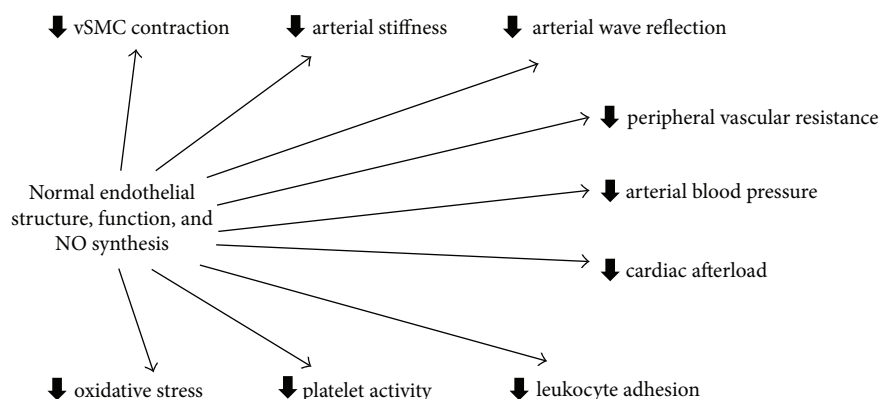 vSMC contraction
arterial stiffness
arterial wave reflection
peripheral vascular resistance
Normal endothelial
structure, function, and
NO synthesis
arterial blood pressure
cardiac afterload
oxidative stress
platelet activity
leukocyte adhesion